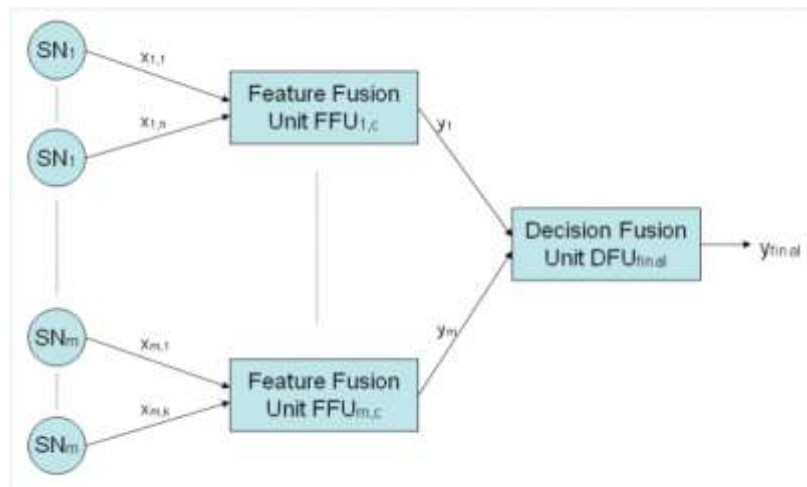 SN₁
x₁,₁
Feature Fusion
Unit FFU₁,c
x₁,ₙ
SN₁
y₁
Decision Fusion
Unit DFUfinal
yfinal
SNₘ
xₘ,₁
yₘ
Feature Fusion
Unit FFUₘ,c
xₘ,ₖ
SNₘ